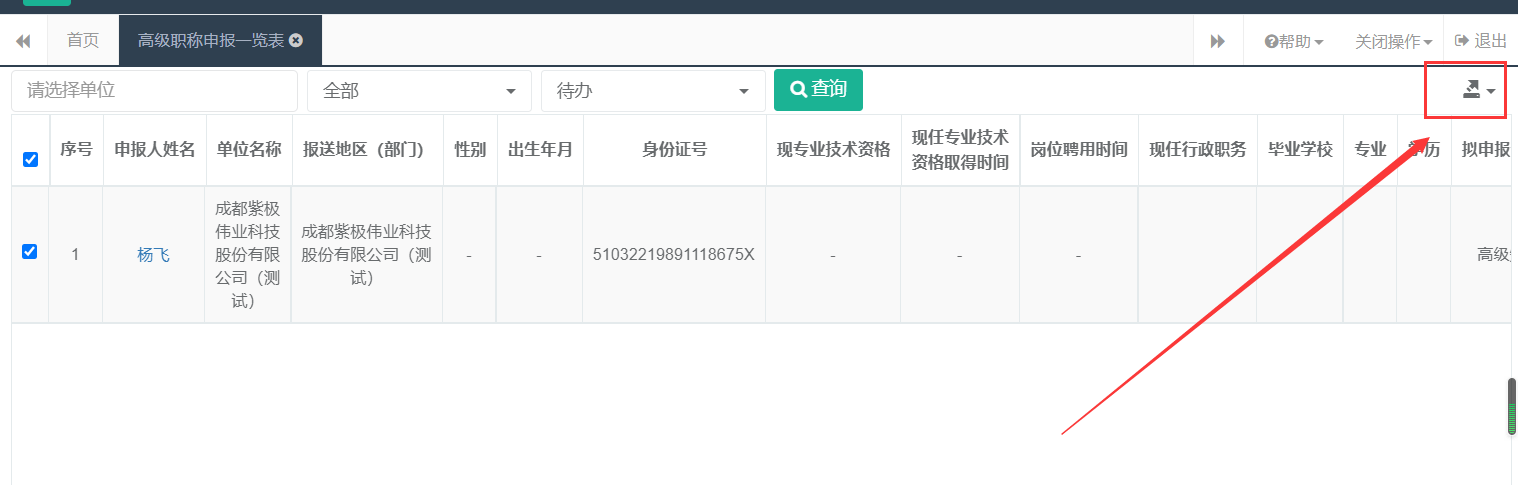 首页
高级职称申报一览表
帮助
关闭操作
退出
请选择单位
全部
待办
查询
序号
申报人姓名
单位名称
报送地区（部门）
性别
出生年月
身份证号
现专业技术资格
现任专业技术
资格取得时间
岗位聘用时间
现任行政职务
毕业学校
专业
学历
拟申报
1
杨飞
成都紫极
伟业科技
股份有限
公司（测
试）
成都紫极伟业科技
股份有限公司（测
试）
-
-
51032219891118675X
-
-
-
高级